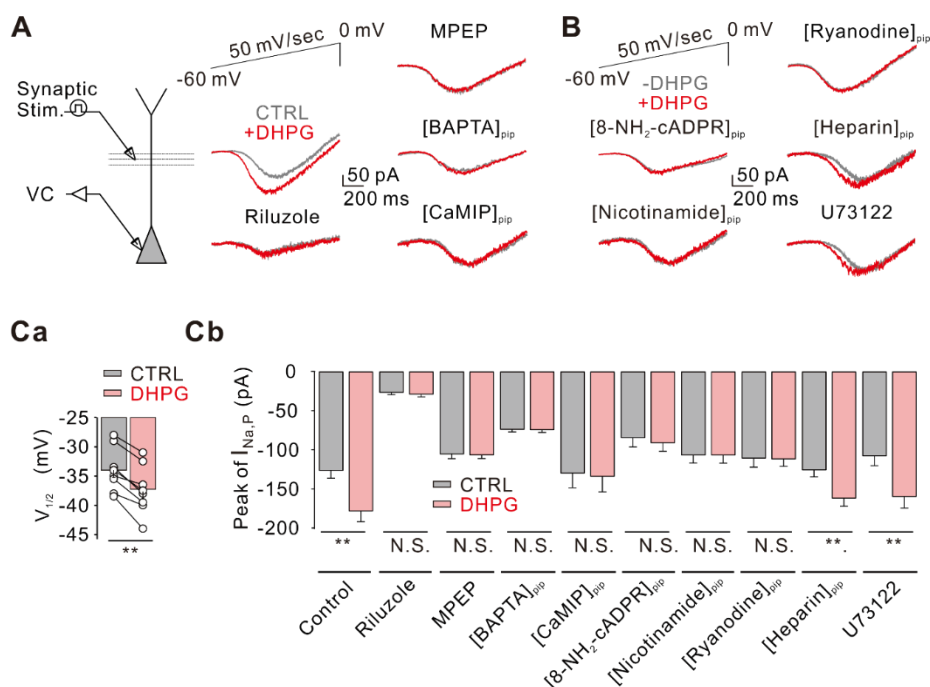 A
0 mV
50 mV/sec
-60 mV
MPEP
Synaptic
Stim.
CTRL
+DHPG
[BAPTA]pip
50 pA
200 ms
VC
Riluzole
[CaMIP]pip
B
0 mV
50 mV/sec
-60 mV
[Ryanodine]pip
-DHPG
+DHPG
[8-NH2-cADPR]pip
[Heparin]pip
50 pA
200 ms
[Nicotinamide]pip
U73122
Ca
CTRL
DHPG
V1/2 (mV)
-25
-30
-35
-40
-45
**
Cb
Peak of INa,P (pA)
0
-50
-100
-150
-200
CTRL
DHPG
** N.S. N.S. N.S. N.S. N.S. N.S. N.S. **. **
Control
Riluzole
MPEP
[BAPTA]pip
[CaMIP]pip
[8-NH2-cADPR]pip
[Nicotinamide]pip
[Ryanodine]pip
[Heparin]pip
U73122